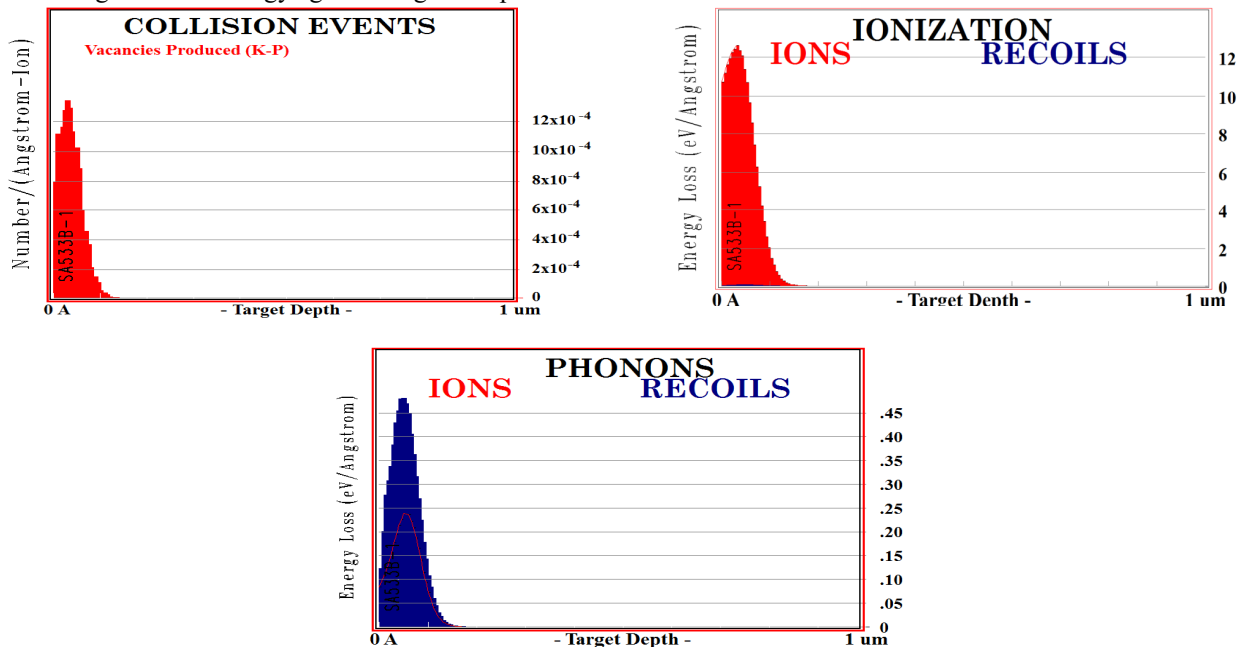 COLLISION EVENTS
Vacancies Produced (K-P)
Number/(Angstrom-Ion)
12x10⁻⁴
10x10⁻⁴
8x10⁻⁴
6x10⁻⁴
4x10⁻⁴
2x10⁻⁴
0
SA533B-1
0 A
- Target Depth -
1 um
IONIZATION
IONS RECOILS
Energy Loss (eV/Angstrom)
12
10
8
6
4
2
0
SA533B-1
0 A
- Target Depth -
1 um
PHONONS
IONS RECOILS
Energy Loss (eV/Angstrom)
.45
.40
.35
.30
.25
.20
.15
.10
.05
0
0 A
- Target Depth -
1 um